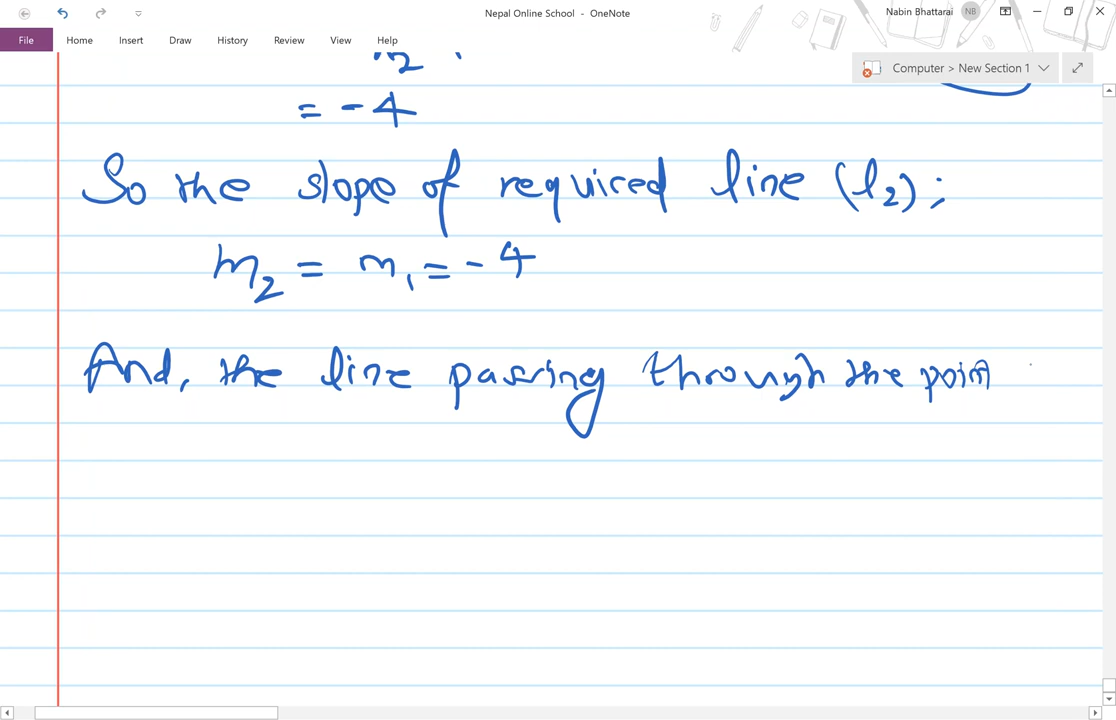 Nepal Online School - OneNote
Nabin Bhattarai NB
File Home Insert Draw History Review View Help
Computer > New Section 1
= -4
So the slope of required line (l₂);
m₂ = m₁ = -4
And, the line passing through the point